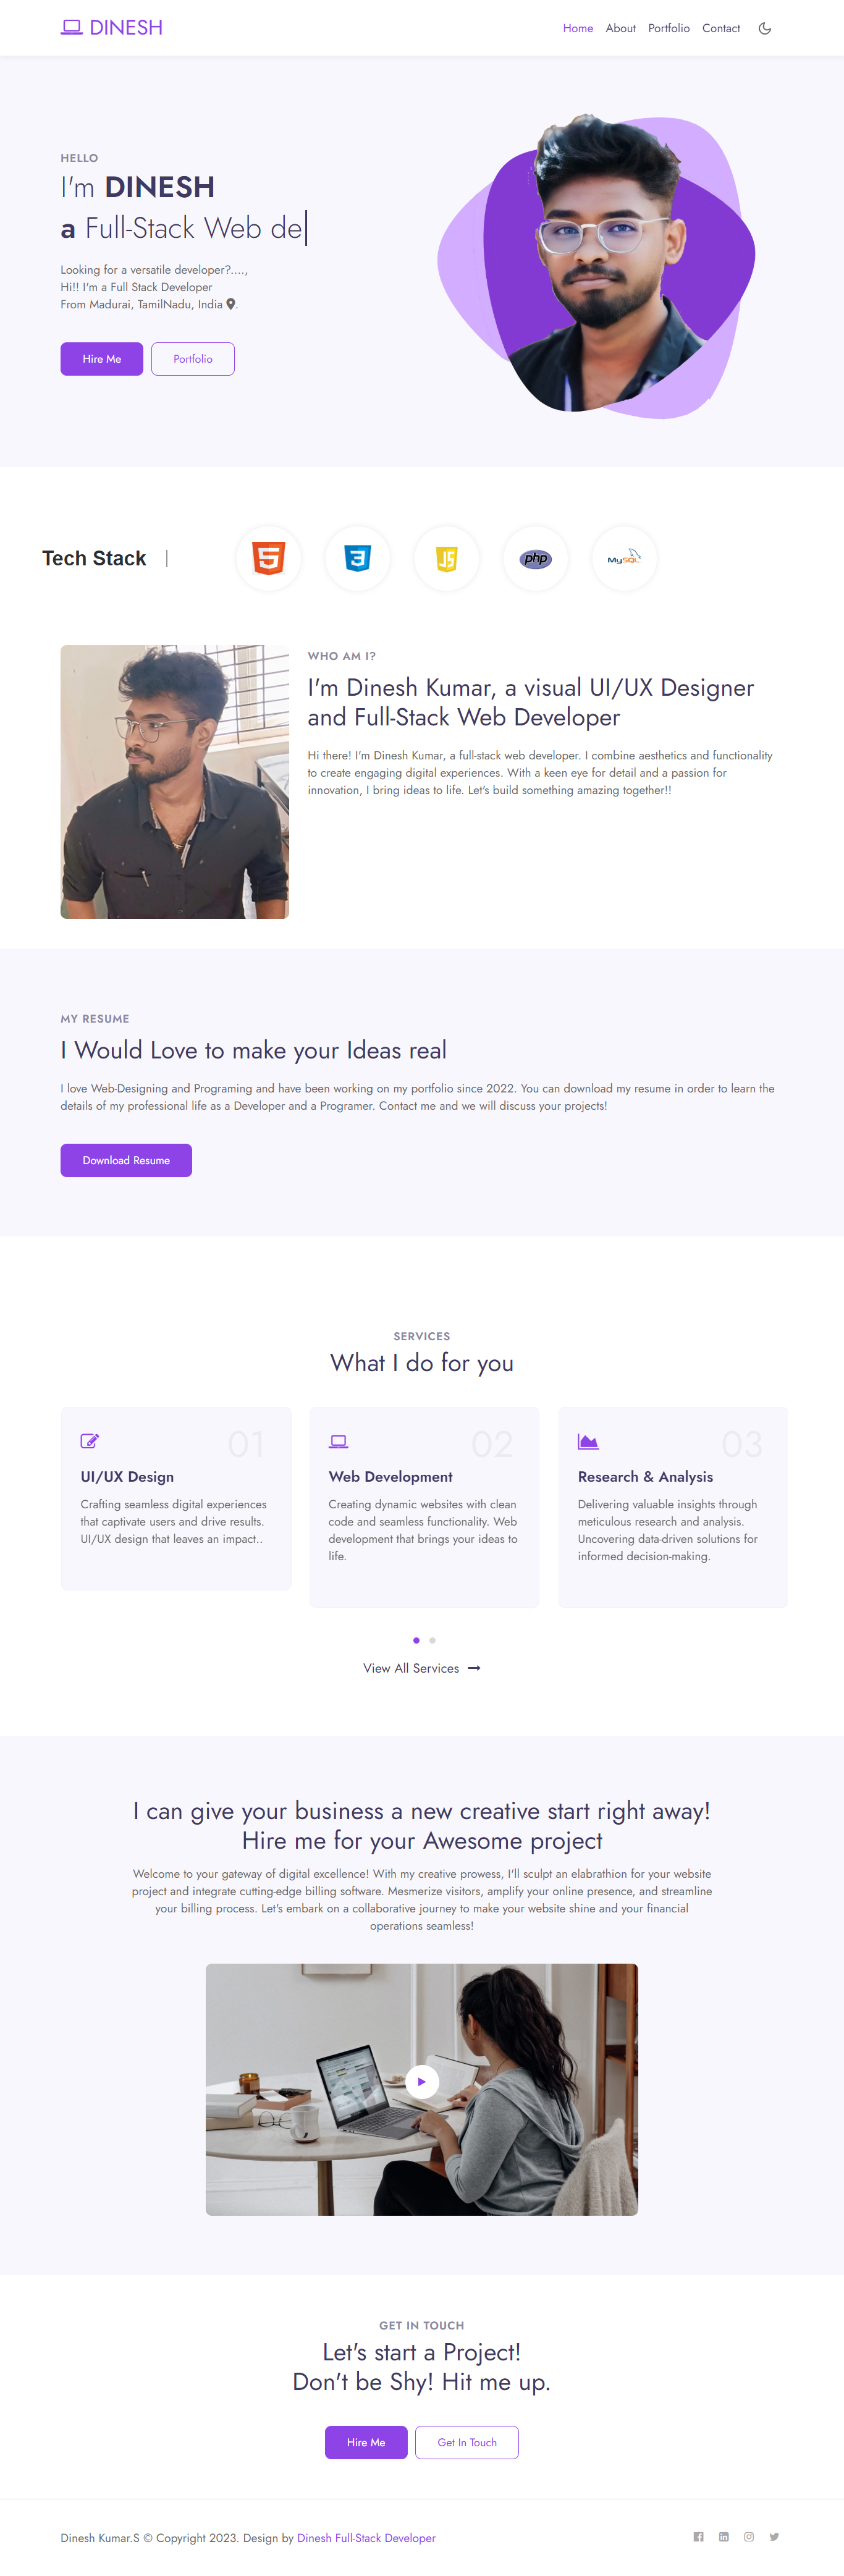 DINESH
Home About Portfolio Contact
HELLO
I'm DINESH
a Full-Stack Web de
Looking for a versatile developer?....,
Hi!! I'm a Full Stack Developer
From Madurai, TamilNadu, India .
Hire Me Portfolio
Tech Stack
5 3 JS php MySQL
WHO AM I?
I'm Dinesh Kumar, a visual UI/UX Designer
and Full-Stack Web Developer
Hi there! I'm Dinesh Kumar, a full-stack web developer. I combine aesthetics and functionality
to create engaging digital experiences. With a keen eye for detail and a passion for
innovation, I bring ideas to life. Let's build something amazing together!!
MY RESUME
I Would Love to make your Ideas real
I love Web-Designing and Programing and have been working on my portfolio since 2022. You can download my resume in order to learn the
details of my professional life as a Developer and a Programer. Contact me and we will discuss your projects!
Download Resume
SERVICES
What I do for you
01
UI/UX Design
Crafting seamless digital experiences
that captivate users and drive results.
UI/UX design that leaves an impact..
02
Web Development
Creating dynamic websites with clean
code and seamless functionality. Web
development that brings your ideas to
life.
03
Research & Analysis
Delivering valuable insights through
meticulous research and analysis.
Uncovering data-driven solutions for
informed decision-making.
View All Services
I can give your business a new creative start right away!
Hire me for your Awesome project
Welcome to your gateway of digital excellence! With my creative prowess, I'll sculpt an elabrathion for your website
project and integrate cutting-edge billing software. Mesmerize visitors, amplify your online presence, and streamline
your billing process. Let's embark on a collaborative journey to make your website shine and your financial
operations seamless!
GET IN TOUCH
Let's start a Project!
Don't be Shy! Hit me up.
Hire Me Get In Touch
Dinesh Kumar.S © Copyright 2023. Design by Dinesh Full-Stack Developer